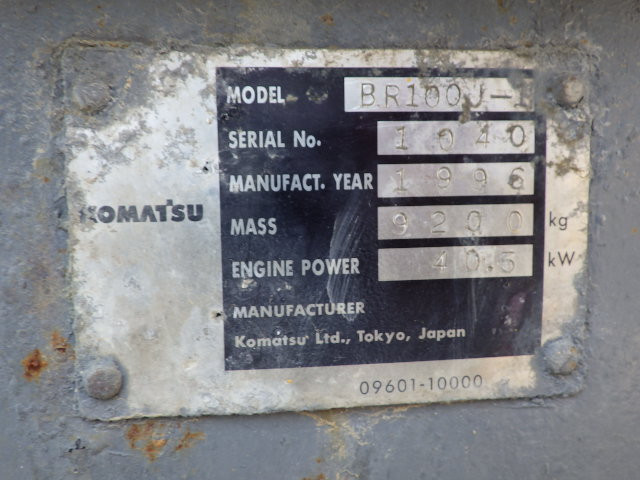 KOMATSU
MODEL BR100J-1
SERIAL No. 1040
MANUFACT. YEAR 1996
MASS 9200 kg
ENGINE POWER 40.5 kW
MANUFACTURER
Komatsu Ltd., Tokyo, Japan
09601-10000